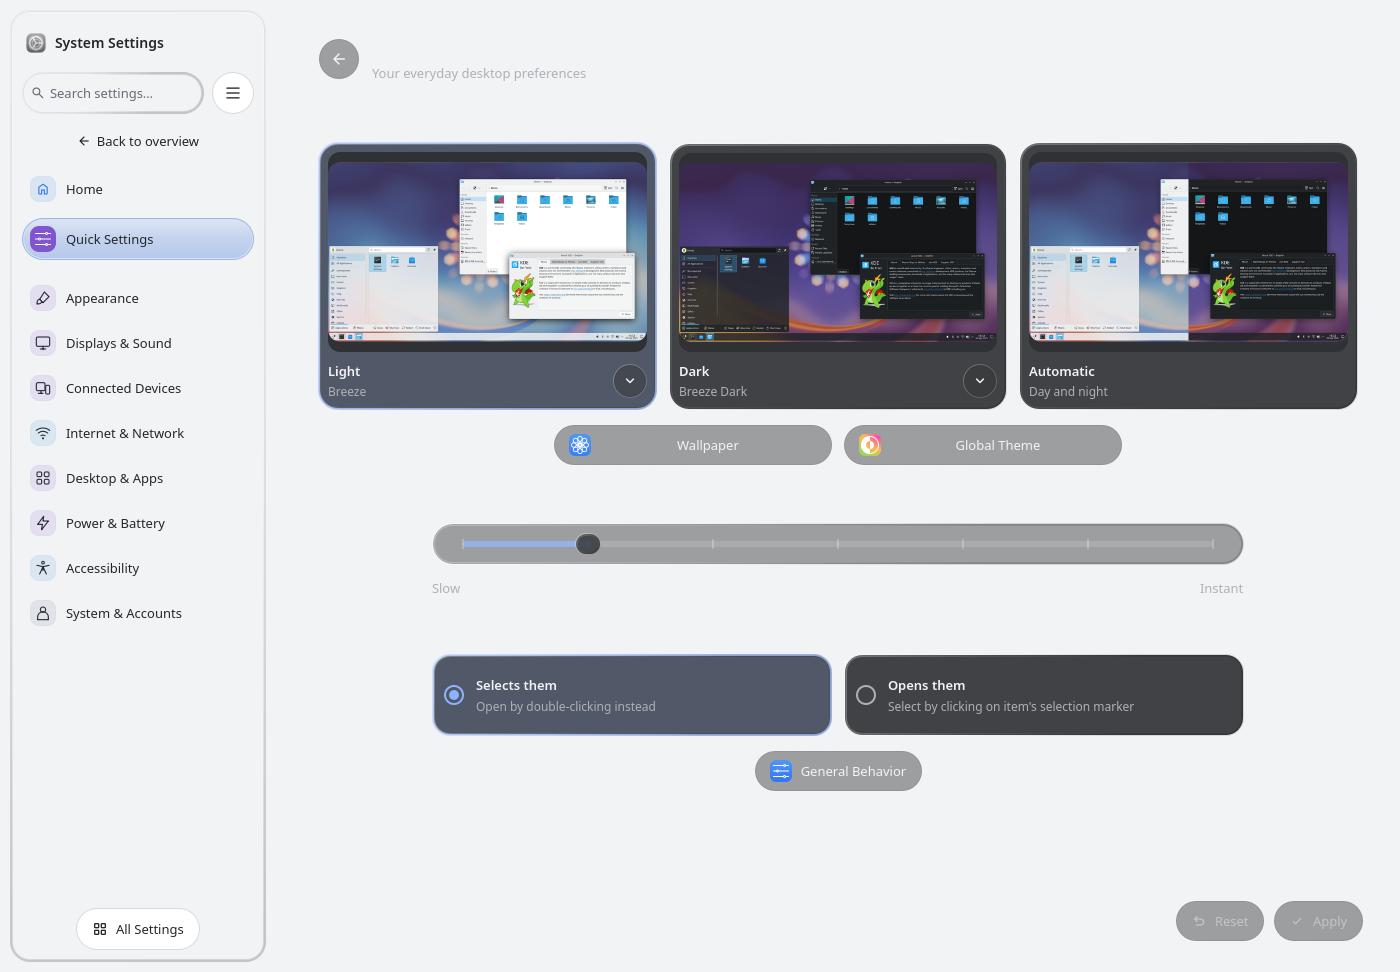 System Settings
Search settings...
Back to overview
Home
Quick Settings
Appearance
Displays & Sound
Connected Devices
Internet & Network
Desktop & Apps
Power & Battery
Accessibility
System & Accounts
All Settings
Your everyday desktop preferences
Light
Breeze
Dark
Breeze Dark
Automatic
Day and night
Wallpaper
Global Theme
Slow
Instant
Selects them
Open by double-clicking instead
Opens them
Select by clicking on item's selection marker
General Behavior
Reset
Apply